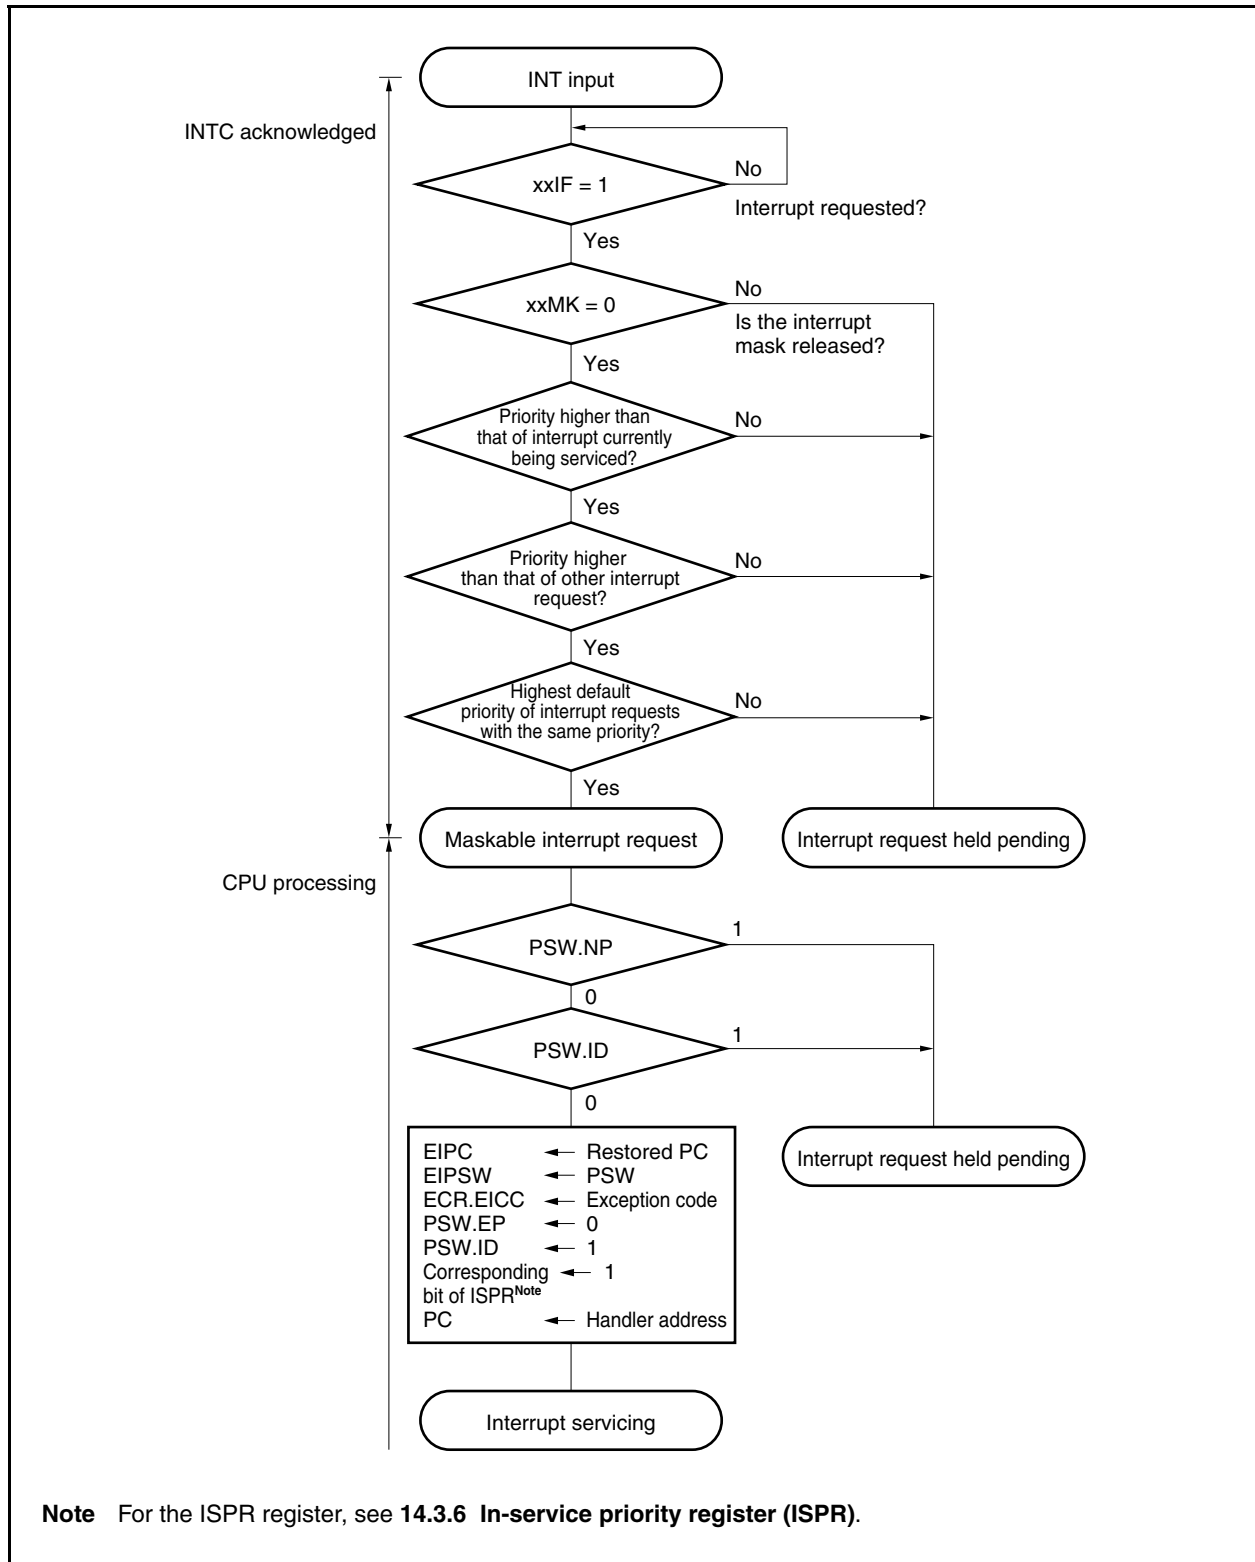 INT input
INTC acknowledged
xxIF = 1
No
Interrupt requested?
Yes
xxMK = 0
No
Is the interrupt
mask released?
Yes
Priority higher than
that of interrupt currently
being serviced?
No
Yes
Priority higher
than that of other interrupt
request?
No
Yes
Highest default
priority of interrupt requests
with the same priority?
No
Yes
Maskable interrupt request
Interrupt request held pending
CPU processing
PSW.NP
1
0
PSW.ID
1
0
EIPC ← Restored PC
EIPSW ← PSW
ECR.EICC ← Exception code
PSW.EP ← 0
PSW.ID ← 1
Corresponding ← 1
bit of ISPRNote
PC ← Handler address
Interrupt request held pending
Interrupt servicing
Note For the ISPR register, see 14.3.6 In-service priority register (ISPR).